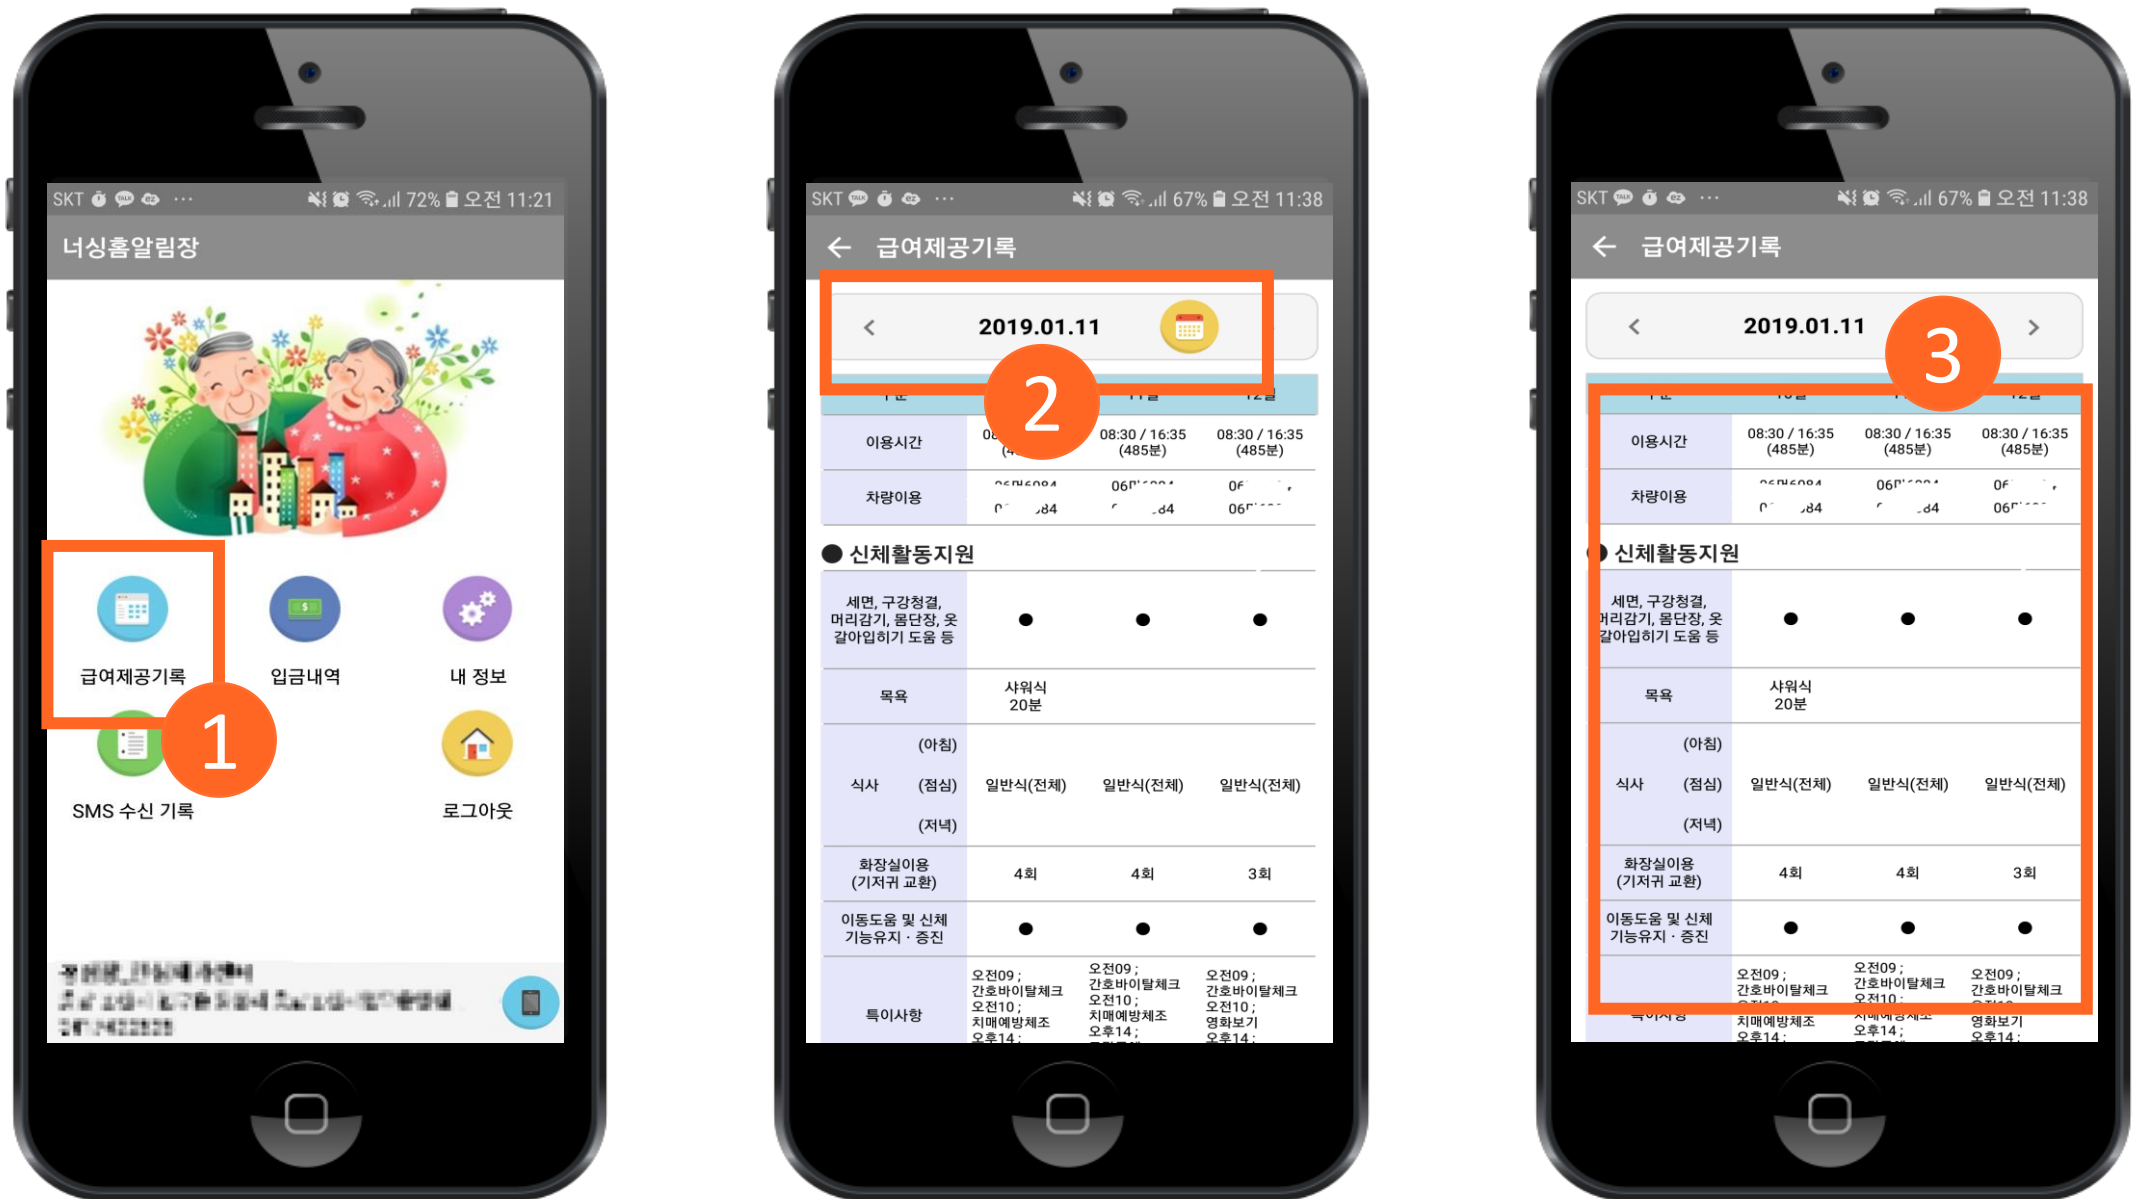 SKT 72% 오전 11:21
너싱홈알림장
급여제공기록
입금내역
내 정보
1
SMS 수신 기록
로그아웃
SKT 67% 오전 11:38
급여제공기록
< 2019.01.11
2
이용시간
08:30 / 16:35
(485분)
08:30 / 16:35
(485분)
차량이용
신체활동지원
세면, 구강청결,
머리감기, 몸단장, 옷
갈아입히기 도움 등
목욕
샤워식
20분
식사
(아침)
(점심) 일반식(전체) 일반식(전체) 일반식(전체)
(저녁)
화장실이용
(기저귀 교환)
4회 4회 3회
이동도움 및 신체
기능유지 · 증진
특이사항
오전09 ;
간호바이탈체크
오전10 ;
치매예방체조
오후14 ;
오전09 ;
간호바이탈체크
오전10 ;
치매예방체조
오후14 ;
오전09 ;
간호바이탈체크
오전10 ;
영화보기
오후14 ;
SKT 67% 오전 11:38
급여제공기록
< 2019.01.11 >
3
이용시간
08:30 / 16:35
(485분)
08:30 / 16:35
(485분)
08:30 / 16:35
(485분)
차량이용
신체활동지원
세면, 구강청결,
머리감기, 몸단장, 옷
갈아입히기 도움 등
목욕
샤워식
20분
식사
(아침)
(점심) 일반식(전체) 일반식(전체) 일반식(전체)
(저녁)
화장실이용
(기저귀 교환)
4회 4회 3회
이동도움 및 신체
기능유지 · 증진
오전09 ;
간호바이탈체크
치매예방체조
오후14 ;
오전09 ;
간호바이탈체크
오전10 ;
오후14 ;
오전09 ;
간호바이탈체크
영화보기
오후14 ;